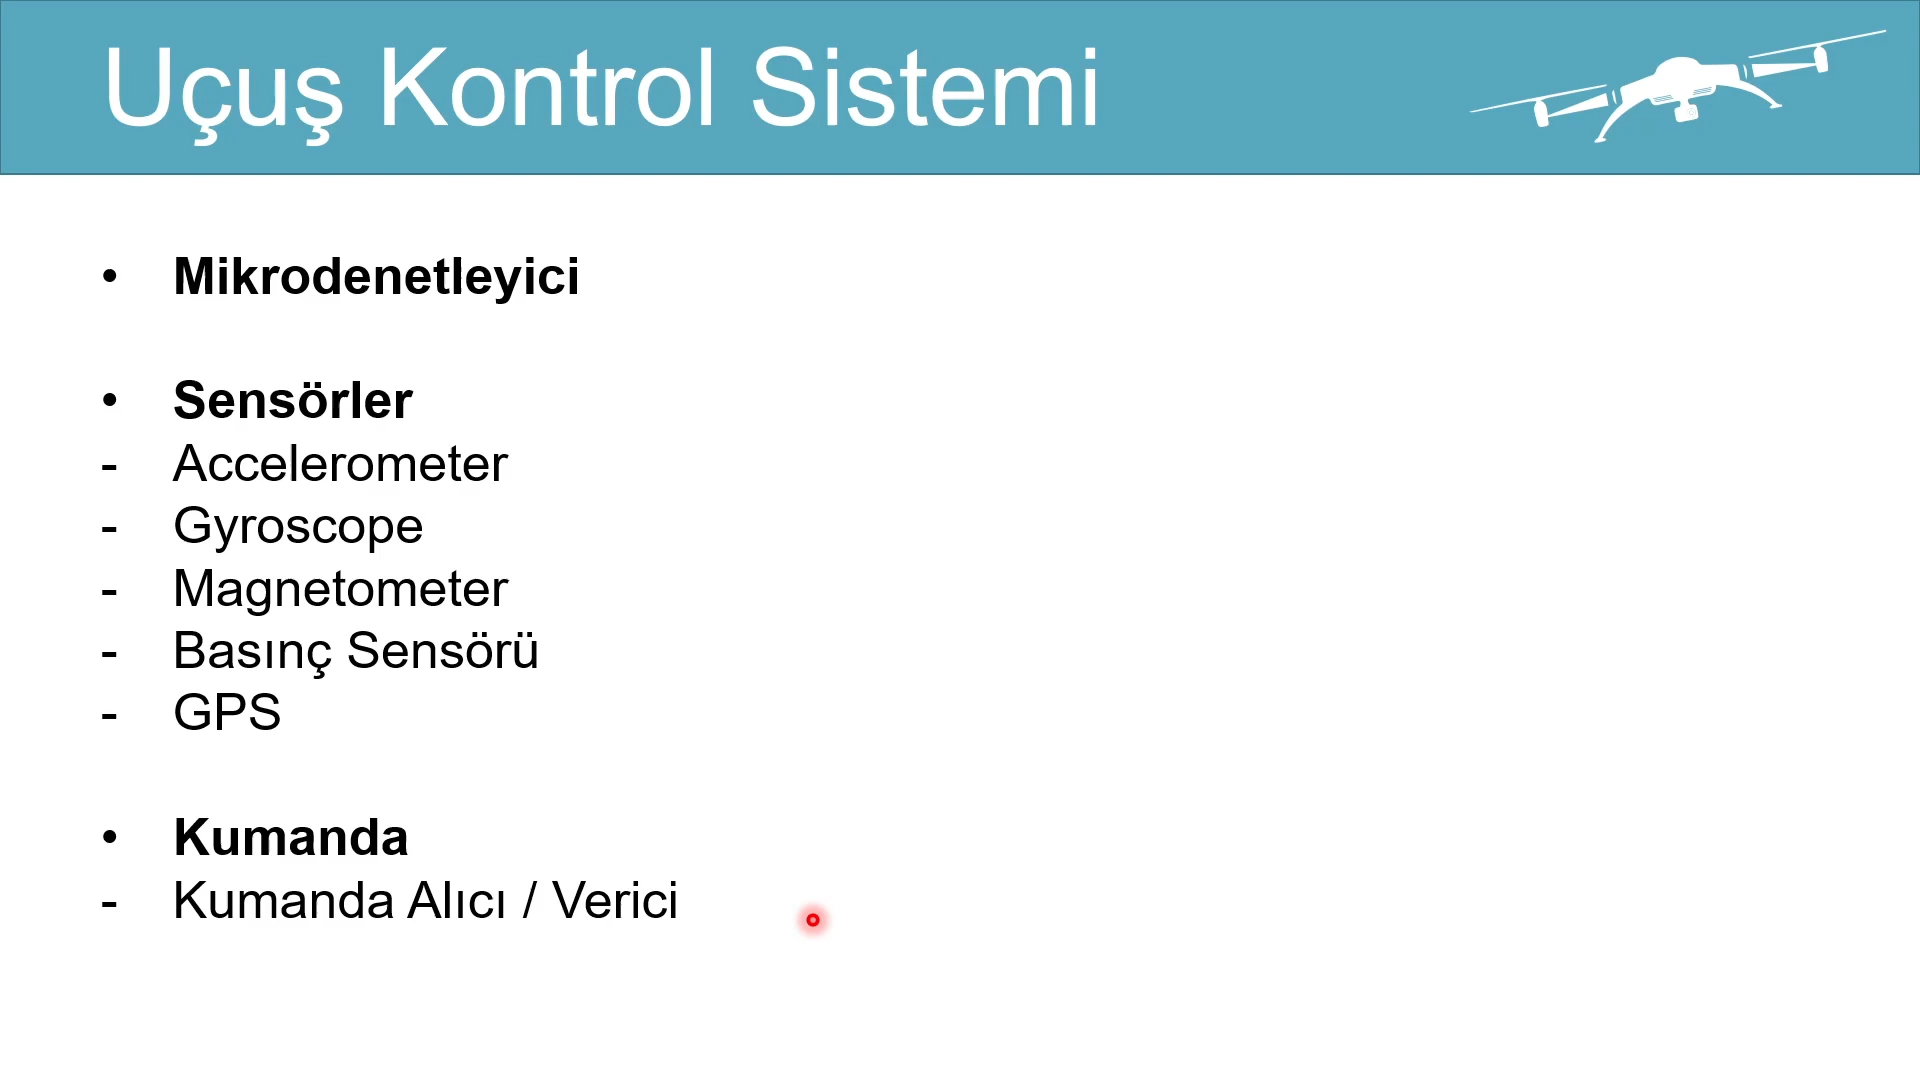 Uçuş Kontrol Sistemi
• Mikrodenetleyici
• Sensörler
- Accelerometer
- Gyroscope
- Magnetometer
- Basınç Sensörü
- GPS
• Kumanda
- Kumanda Alıcı / Verici